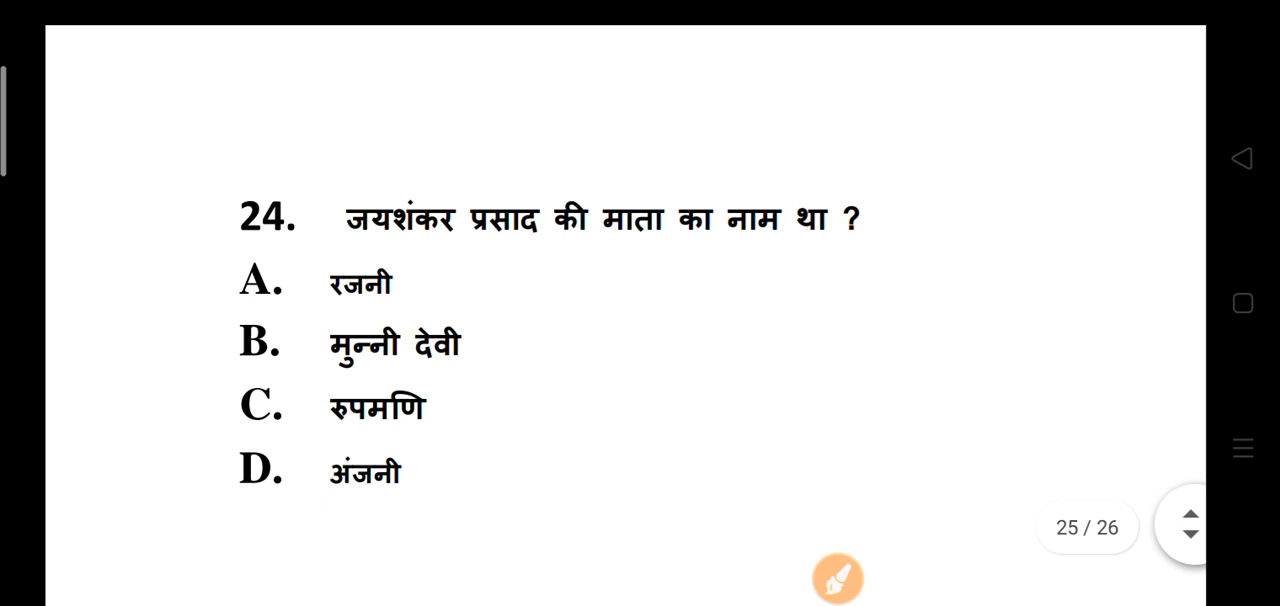 24. जयशंकर प्रसाद की माता का नाम था ?
A. रजनी
B. मुन्नी देवी
C. रुपमणि
D. अंजनी
25 / 26